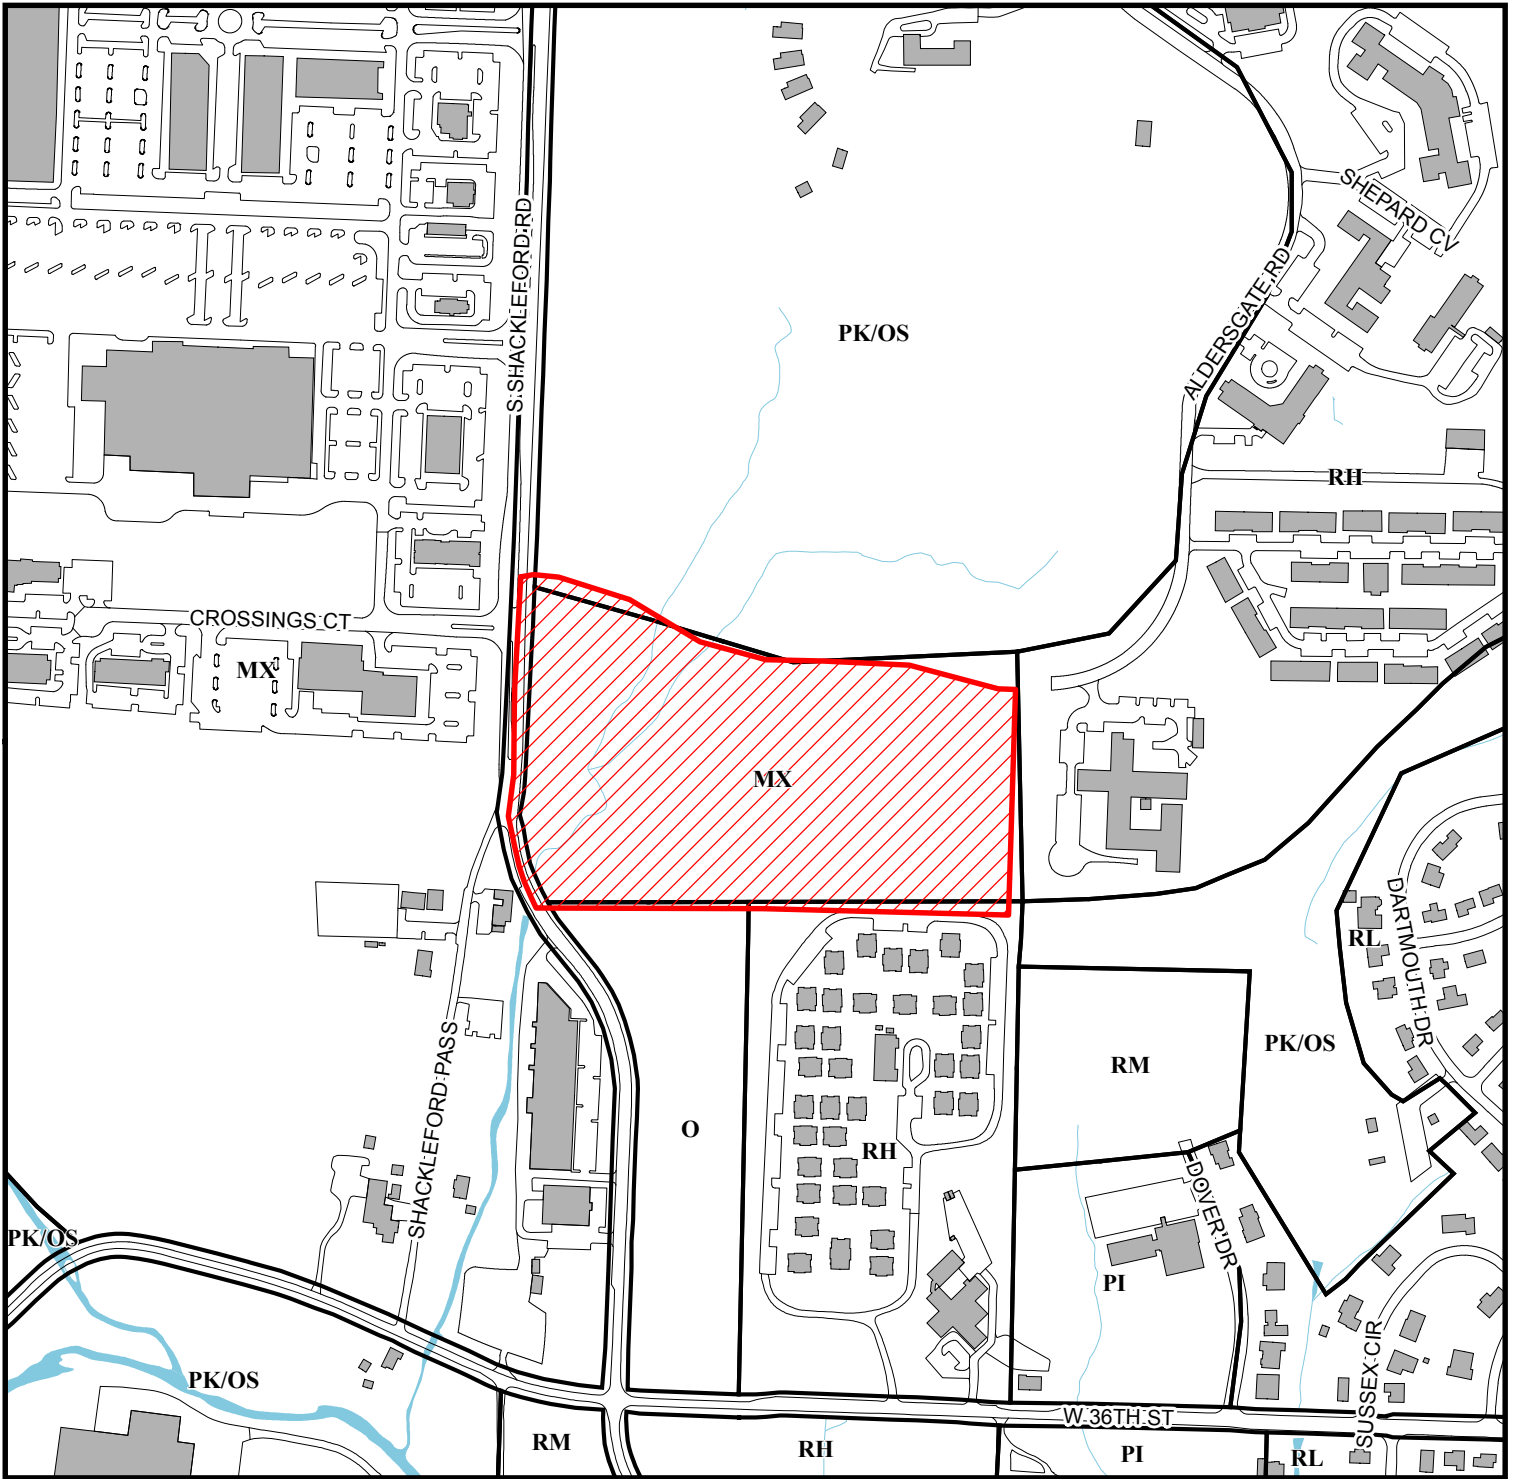 SHEPARD CV
S SHACKLEFORD RD
ALDERSGATE RD
PK/OS
RH
CROSSINGS CT
MX
MX
DARTMOUTH DR
RL
SHACKLEFORD PASS
PK/OS
RM
O
RH
DOVER DR
PK/OS
PI
SUSSEX CIR
PK/OS
W 36TH ST
RM
RH
PI
RL